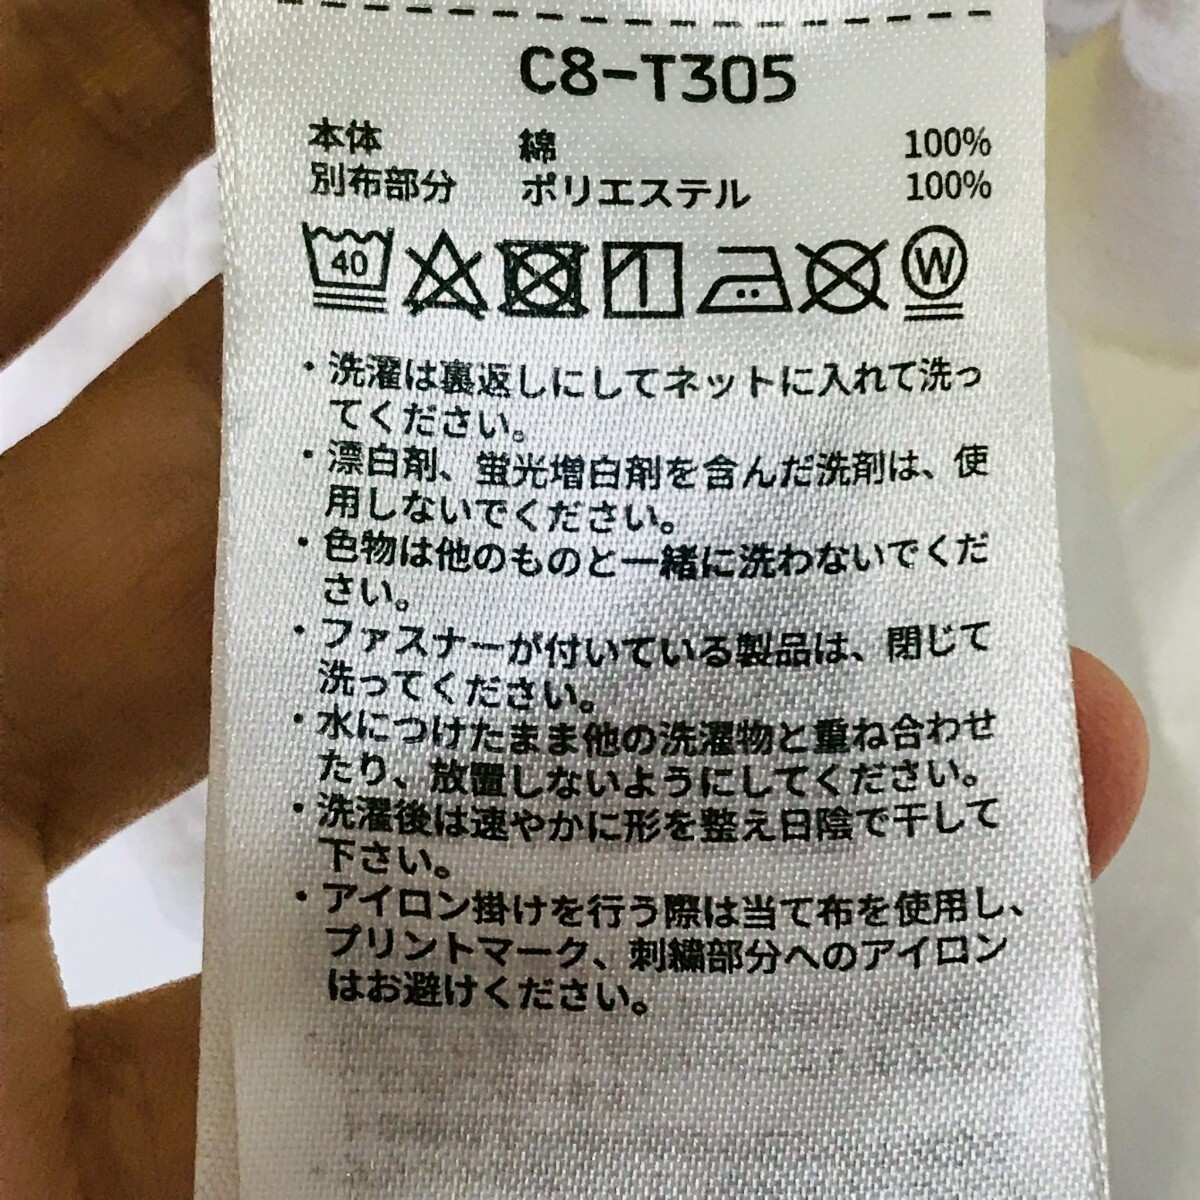 C8-T305
本体 綿 100%
別布部分 ポリエステル 100%
40 W
・洗濯は裏返しにしてネットに入れて洗っ
てください。
・漂白剤、蛍光増白剤を含んだ洗剤は、使
用しないでください。
・色物は他のものと一緒に洗わないでくだ
さい。
・ファスナーが付いている製品は、閉じて
洗ってください。
・水につけたまま他の洗濯物と重ね合わせ
たり、放置しないようにしてください。
・洗濯後は速やかに形を整え日陰で干して
下さい。
・アイロン掛けを行う際は当て布を使用し、
プリントマーク、刺繍部分へのアイロン
はお避けください。